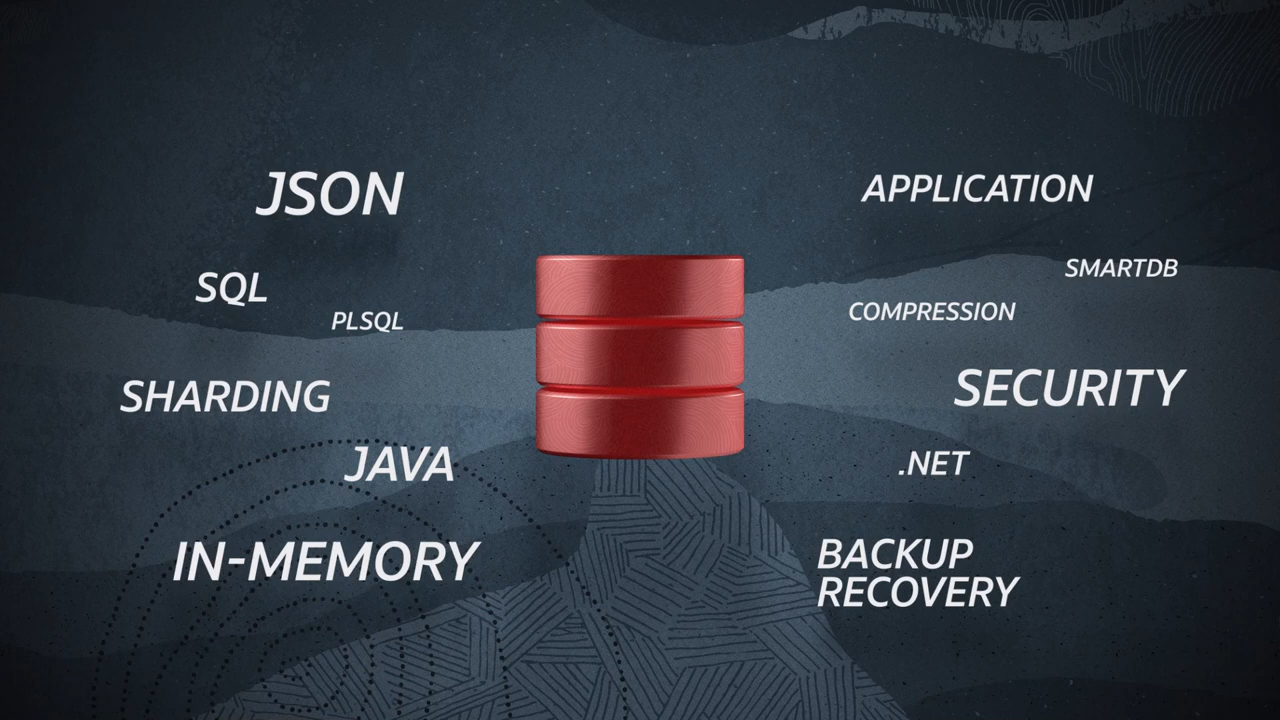 JSON
SQL
PLSQL
SHARDING
JAVA
IN-MEMORY
APPLICATION
SMARTDB
COMPRESSION
SECURITY
.NET
BACKUP
RECOVERY